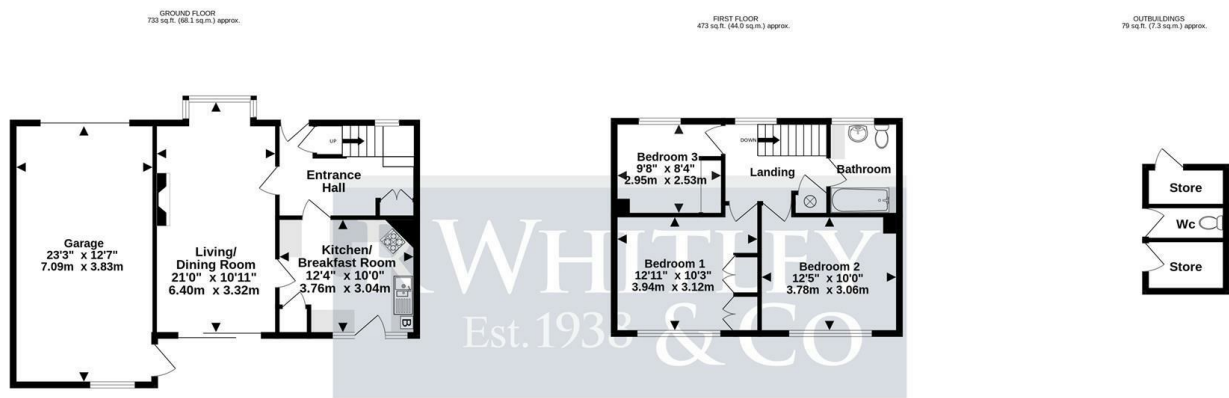 GROUND FLOOR
733 sq.ft. (68.1 sq.m.) approx.
Garage
23'3" x 12'7"
7.09m x 3.83m
Living/
Dining Room
21'0" x 10'11"
6.40m x 3.32m
UP
Entrance
Hall
Kitchen/
Breakfast Room
12'4" x 10'0"
3.76m x 3.04m
B
FIRST FLOOR
473 sq.ft. (44.0 sq.m.) approx.
Bedroom 3
9'8" x 8'4"
2.95m x 2.53m
DOWN
Landing
Bathroom
Bedroom 1
12'11" x 10'3"
3.94m x 3.12m
Bedroom 2
12'5" x 10'0"
3.78m x 3.06m
OUTBUILDINGS
79 sq.ft. (7.3 sq.m.) approx.
Store
Wc
Store
R WHITLEY
Est. 1938
& CO